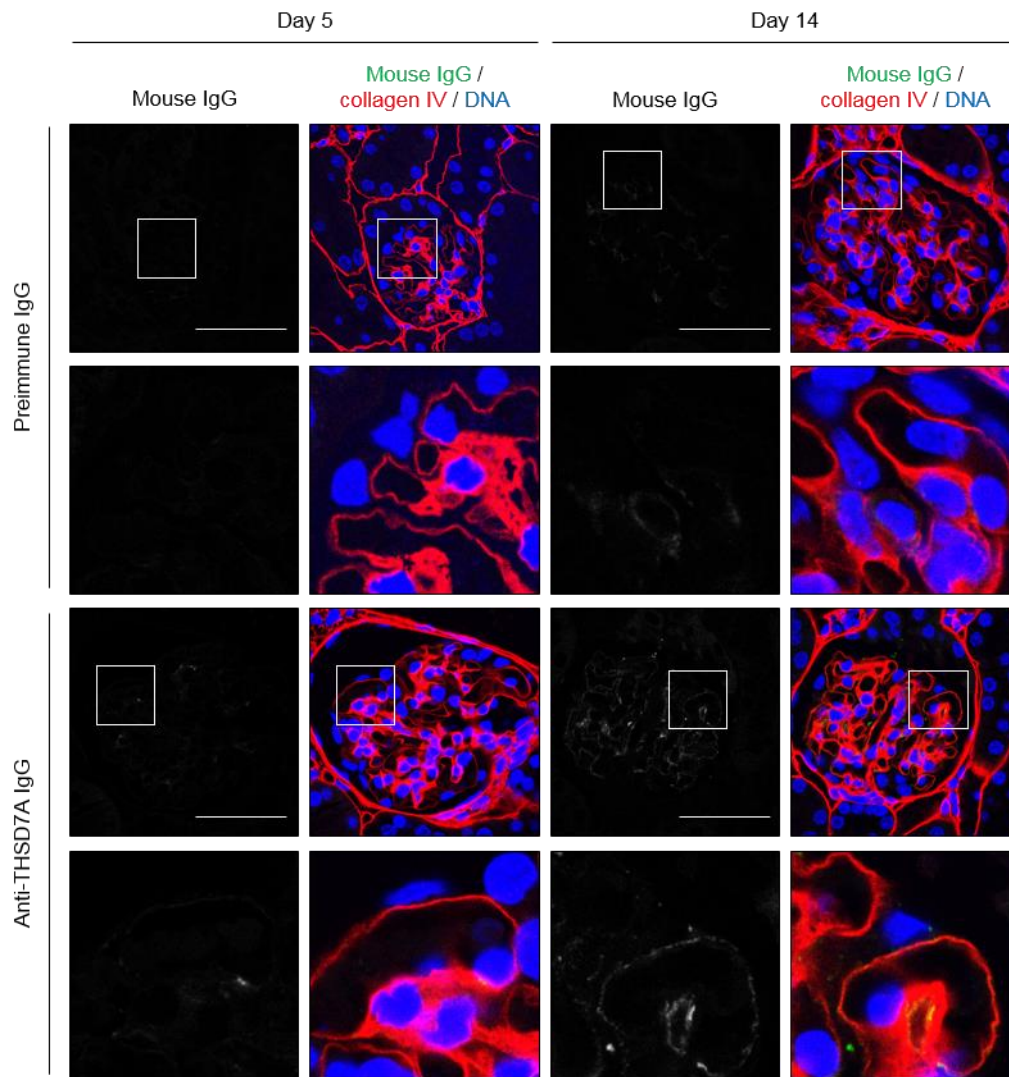 Day 5
Day 14
Mouse IgG
Mouse IgG /
collagen IV / DNA
Mouse IgG
Mouse IgG /
collagen IV / DNA
Preimmune IgG
Anti-THSD7A IgG